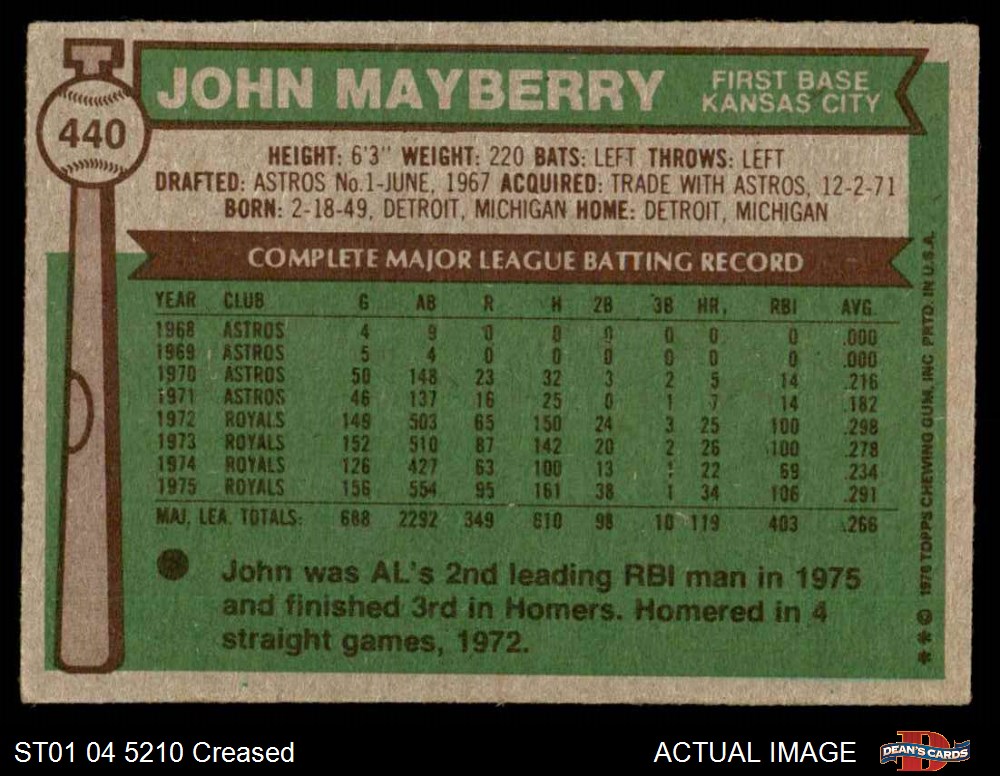 440
JOHN MAYBERRY
FIRST BASE
KANSAS CITY
HEIGHT: 6'3" WEIGHT: 220 BATS: LEFT THROWS: LEFT
DRAFTED: ASTROS No.1-JUNE, 1967 ACQUIRED: TRADE WITH ASTROS, 12-2-71
BORN: 2-18-49, DETROIT, MICHIGAN HOME: DETROIT, MICHIGAN
COMPLETE MAJOR LEAGUE BATTING RECORD
YEAR CLUB G AB R H 2B 3B HR. RBI AVG.
1968 ASTROS 4 9 0 0 0 0 0 0 .000
1969 ASTROS 5 4 0 0 0 0 0 0 .000
1970 ASTROS 50 148 23 32 3 2 5 14 .216
1971 ASTROS 46 137 16 25 0 1 7 14 .182
1972 ROYALS 149 503 65 150 24 3 25 100 .298
1973 ROYALS 152 510 87 142 20 2 26 100 .278
1974 ROYALS 126 427 63 100 13 1 22 69 .234
1975 ROYALS 156 554 95 161 38 1 34 106 .291
MAJ. LEA. TOTALS: 688 2292 349 610 98 10 119 403 .266
John was AL's 2nd leading RBI man in 1975
and finished 3rd in Homers. Homered in 4
straight games, 1972.
** © 1976 TOPPS CHEWING GUM, INC PRTD. IN U.S.A.
ST01 04 5210 Creased
ACTUAL IMAGE
D
DEAN'S CARDS